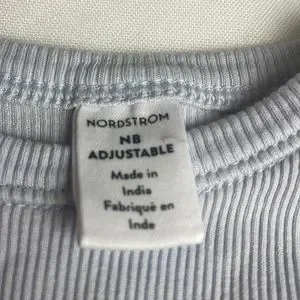 NORDSTROM
NB
ADJUSTABLE
Made in
India
Fabriqué en
Inde